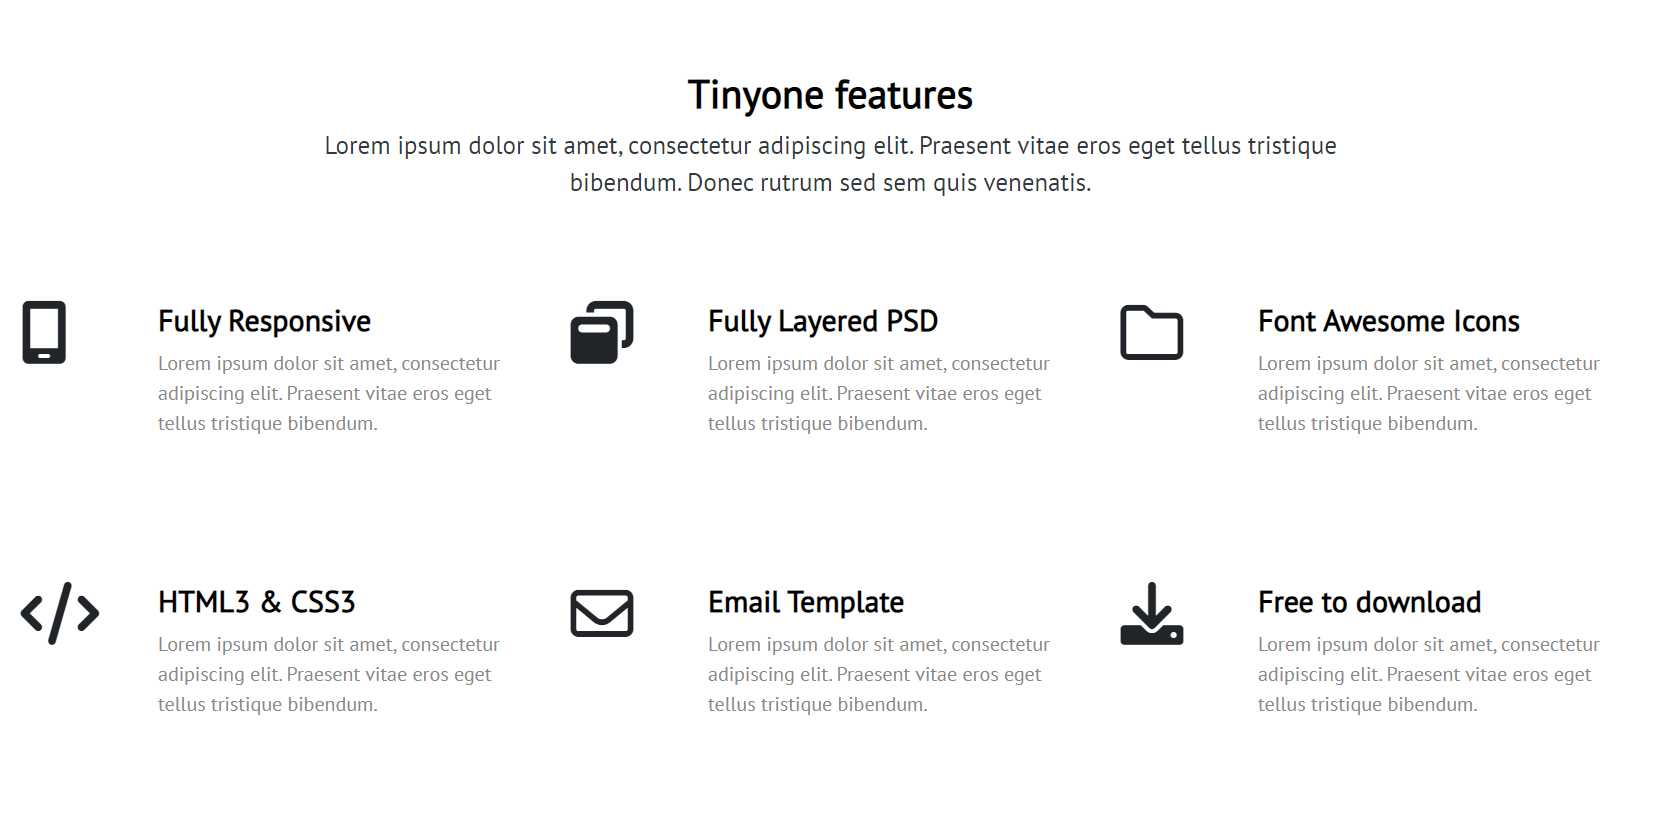 Tinyone features
Lorem ipsum dolor sit amet, consectetur adipiscing elit. Praesent vitae eros eget tellus tristique
bibendum. Donec rutrum sed sem quis venenatis.
Fully Responsive
Lorem ipsum dolor sit amet, consectetur
adipiscing elit. Praesent vitae eros eget
tellus tristique bibendum.
Fully Layered PSD
Lorem ipsum dolor sit amet, consectetur
adipiscing elit. Praesent vitae eros eget
tellus tristique bibendum.
Font Awesome Icons
Lorem ipsum dolor sit amet, consectetur
adipiscing elit. Praesent vitae eros eget
tellus tristique bibendum.
HTML3 & CSS3
Lorem ipsum dolor sit amet, consectetur
adipiscing elit. Praesent vitae eros eget
tellus tristique bibendum.
Email Template
Lorem ipsum dolor sit amet, consectetur
adipiscing elit. Praesent vitae eros eget
tellus tristique bibendum.
Free to download
Lorem ipsum dolor sit amet, consectetur
adipiscing elit. Praesent vitae eros eget
tellus tristique bibendum.